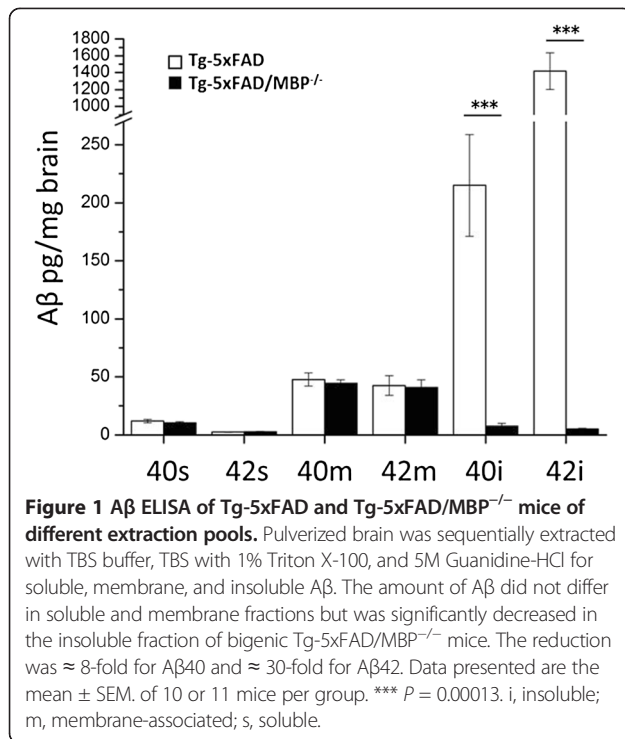 ***
***
Tg-5xFAD
Tg-5xFAD/MBP-/-
1800
1600
1400
1200
1000
250
200
150
100
50
0
Aβ pg/mg brain
40s 42s 40m 42m 40i 42i
Figure 1 Aβ ELISA of Tg-5xFAD and Tg-5xFAD/MBP−/− mice of
different extraction pools. Pulverized brain was sequentially extracted
with TBS buffer, TBS with 1% Triton X-100, and 5M Guanidine-HCl for
soluble, membrane, and insoluble Aβ. The amount of Aβ did not differ
in soluble and membrane fractions but was significantly decreased in
the insoluble fraction of bigenic Tg-5xFAD/MBP−/− mice. The reduction
was ≈ 8-fold for Aβ40 and ≈ 30-fold for Aβ42. Data presented are the
mean ± SEM. of 10 or 11 mice per group. *** P = 0.00013. i, insoluble;
m, membrane-associated; s, soluble.